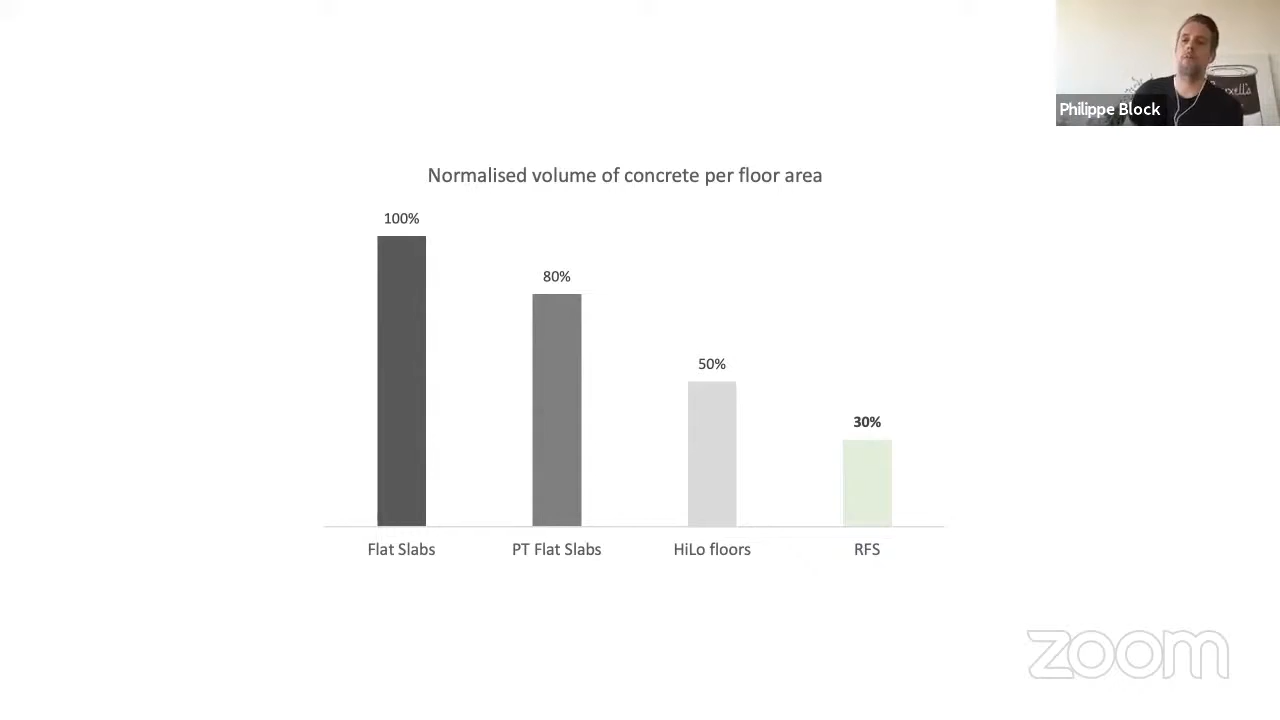 Philippe Block
Normalised volume of concrete per floor area
100%
80%
50%
30%
Flat Slabs
PT Flat Slabs
HiLo floors
RFS
zoom